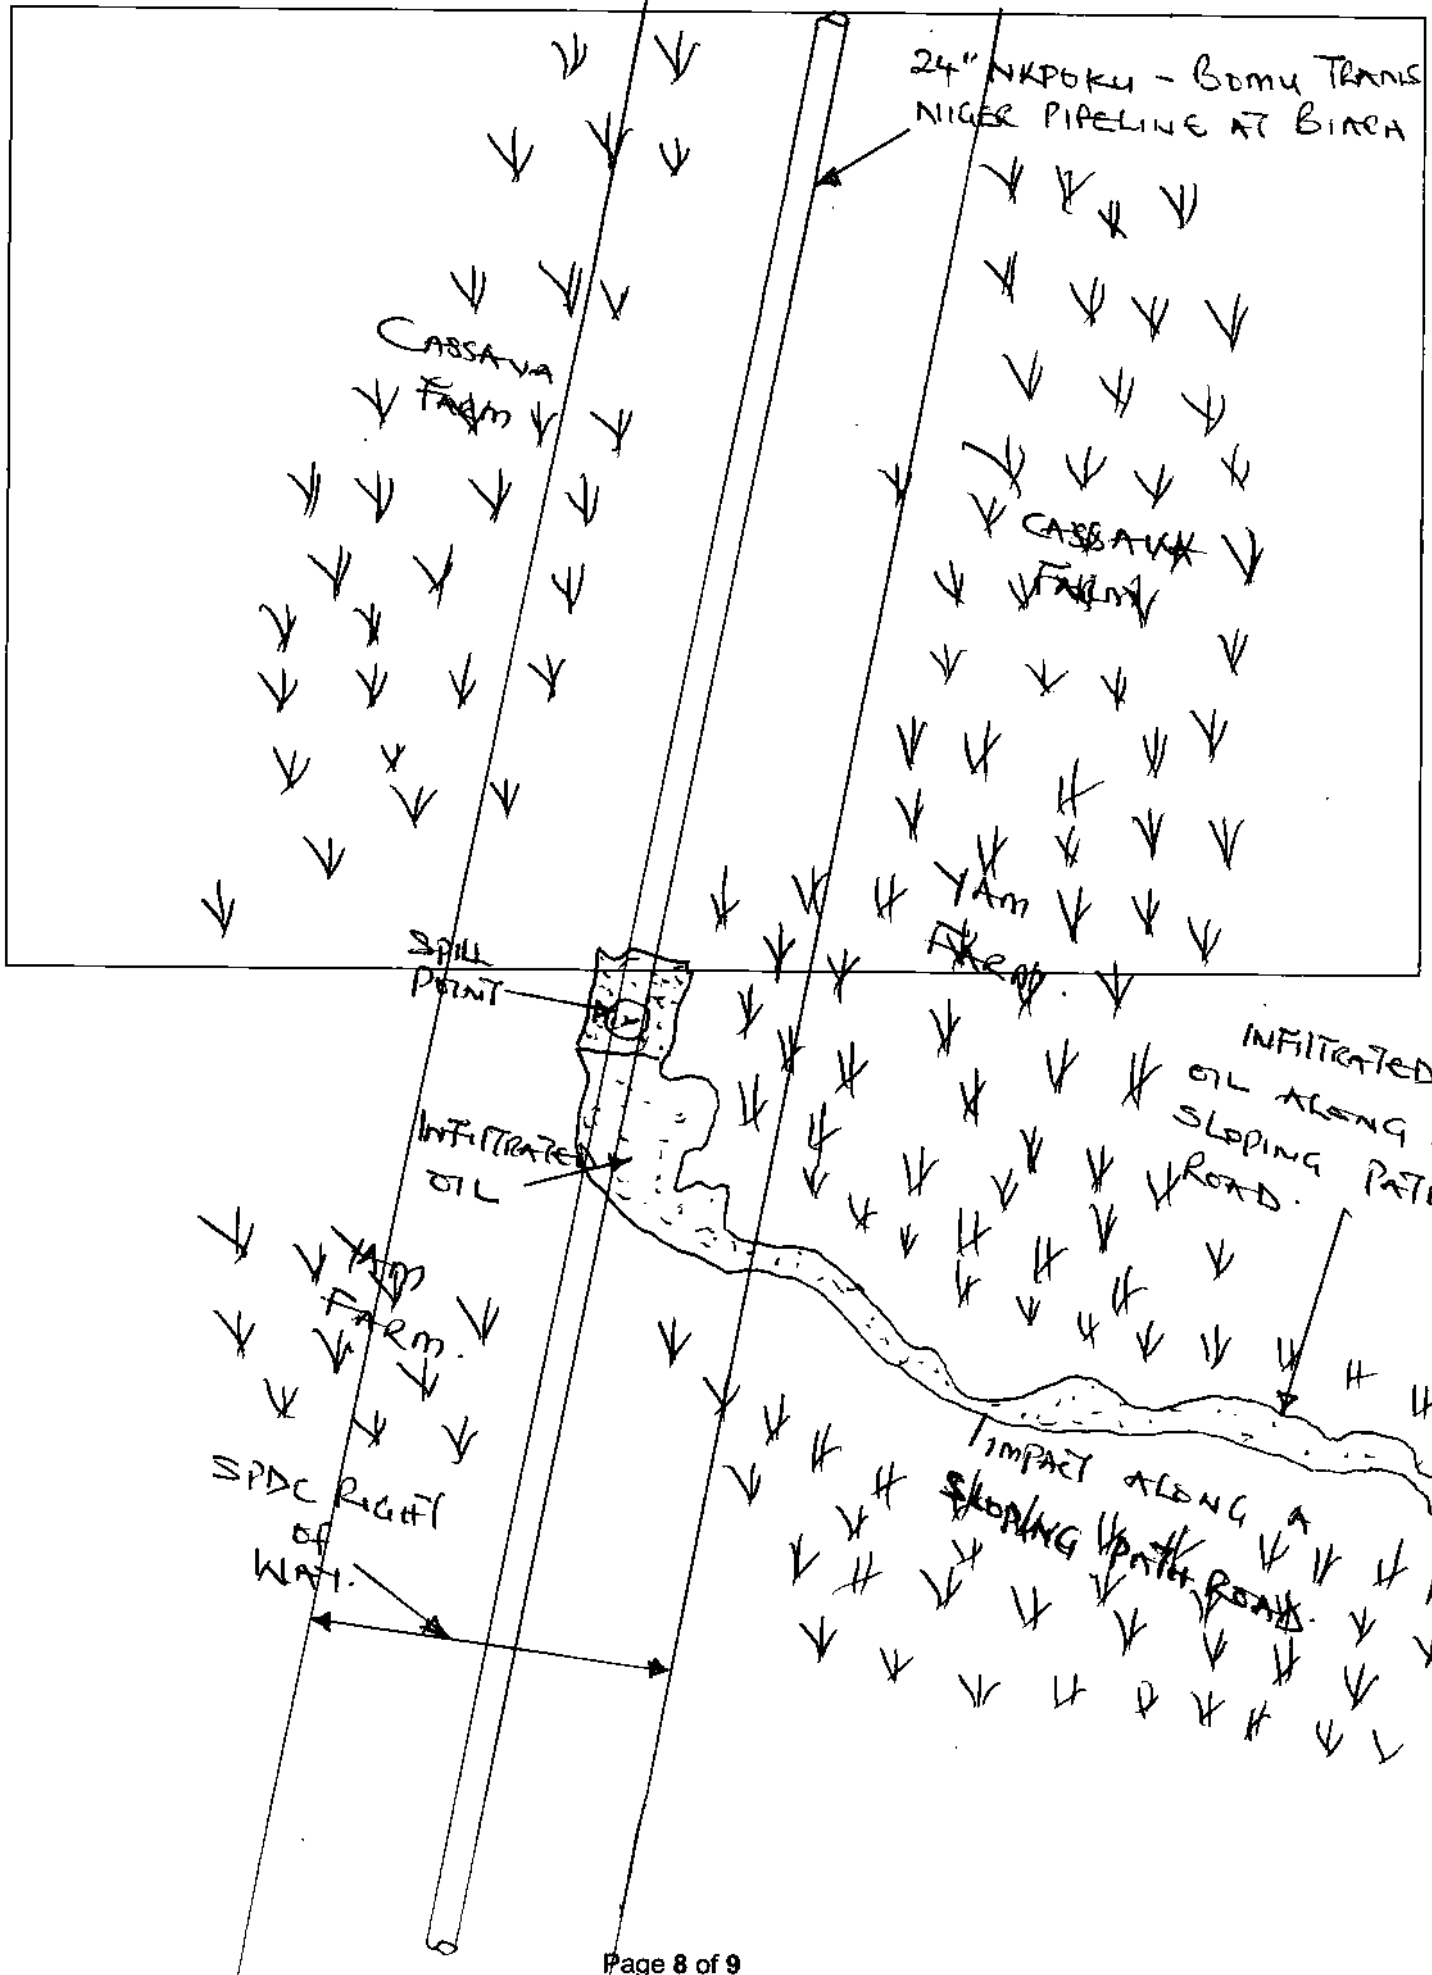 24" NKPOKU - BOMU TRANS
NIGER PIPELINE AT BIARA
CASSAVA
FARM
CASSAVA
FARM
YAM
FARM.
SPILL
POINT
INFILTRATED
OIL ALONG
SLOPING PATH
ROAD.
INFILTRATED
OIL
YAM
FARM.
IMPACT ALONG A
SLOPING PATH ROAD.
SPDC RIGHT
OF
WAY.
Page 8 of 9